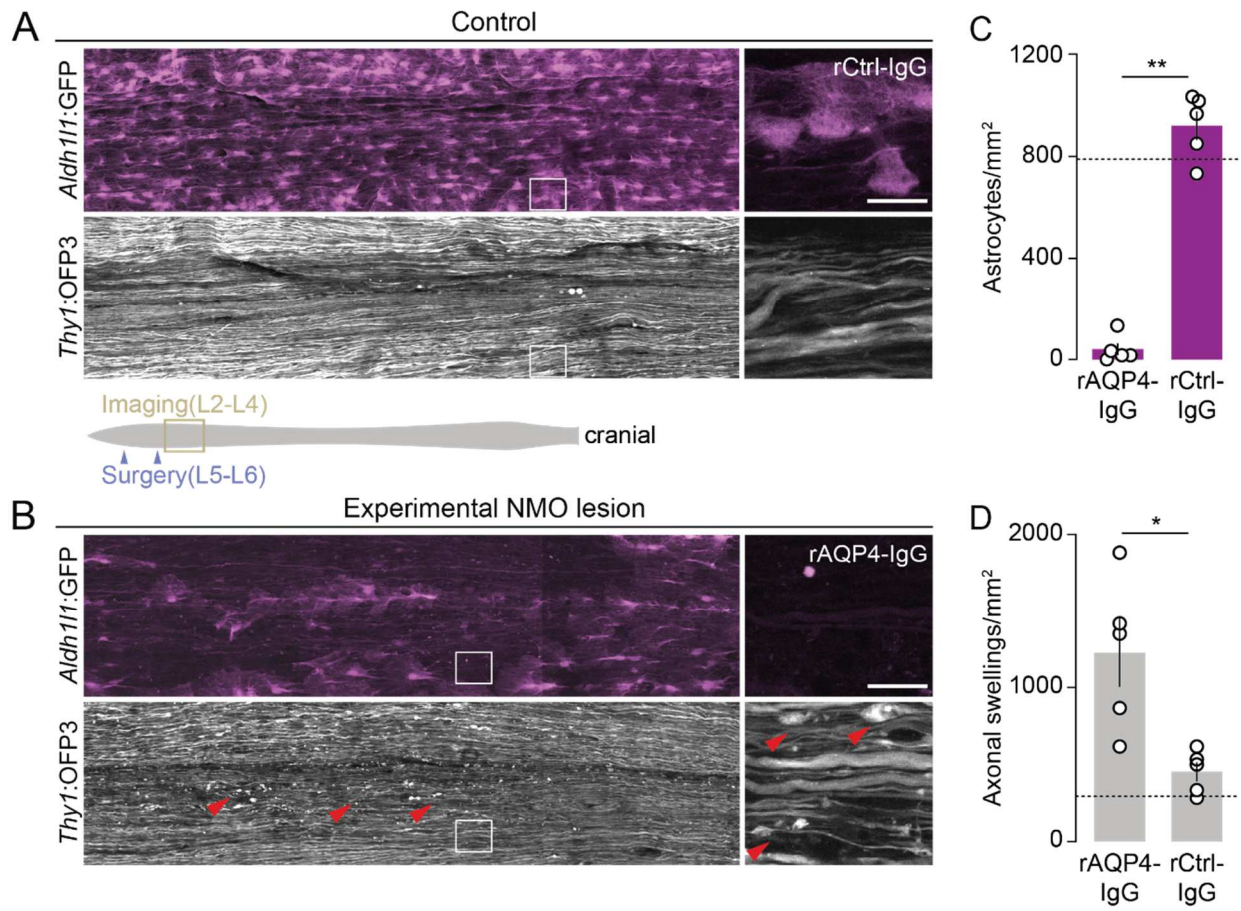 A
Control
Aldh1l1:GFP
rCtrl-IgG
Thy1:OFP3
Imaging(L2-L4)
cranial
Surgery(L5-L6)
B
Experimental NMO lesion
Aldh1l1:GFP
rAQP4-IgG
Thy1:OFP3
C
Astrocytes/mm²
1200
800
400
0
**
rAQP4-
IgG
rCtrl-
IgG
D
Axonal swellings/mm²
2000
1000
0
*
rAQP4-
IgG
rCtrl-
IgG